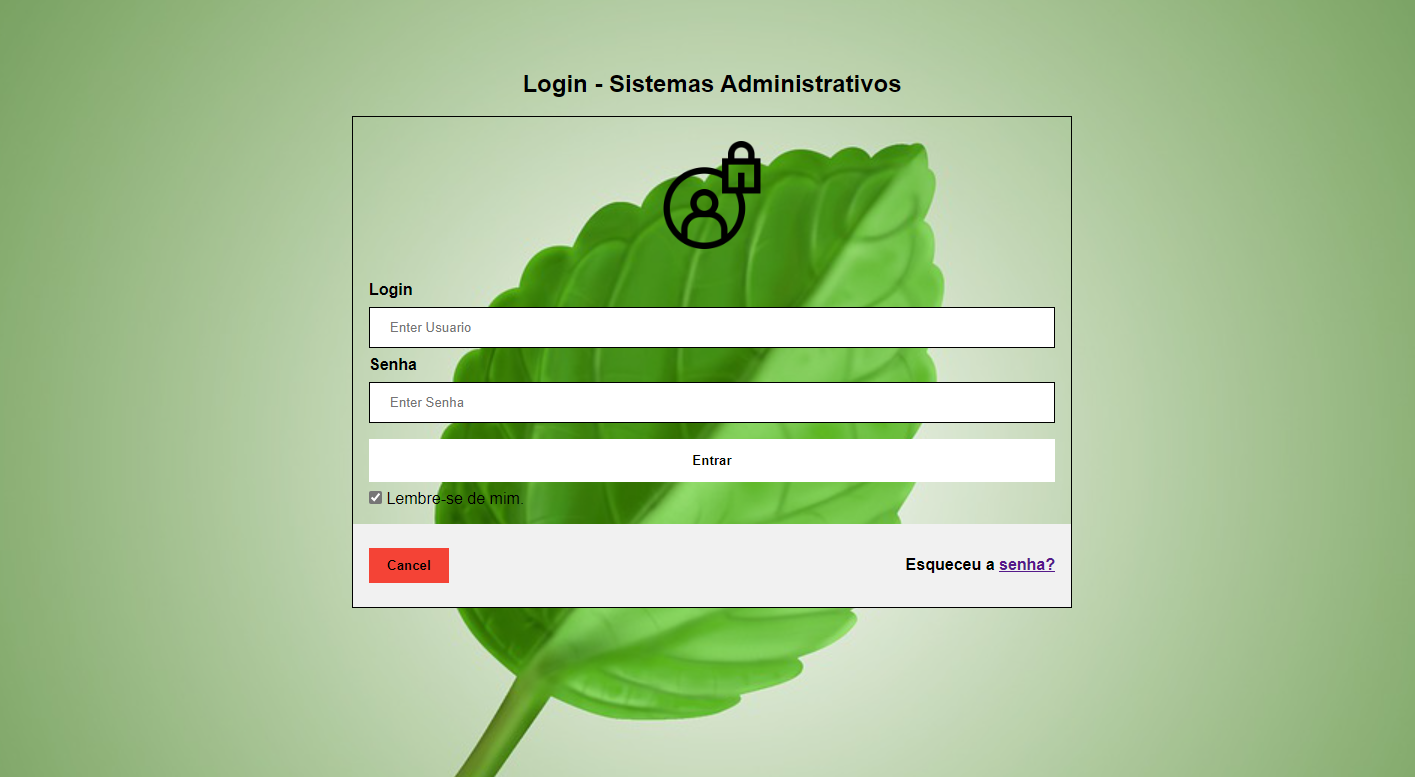 Login - Sistemas Administrativos
Login
Enter Usuario
Senha
Enter Senha
Entrar
Lembre-se de mim.
Cancel
Esqueceu a senha?